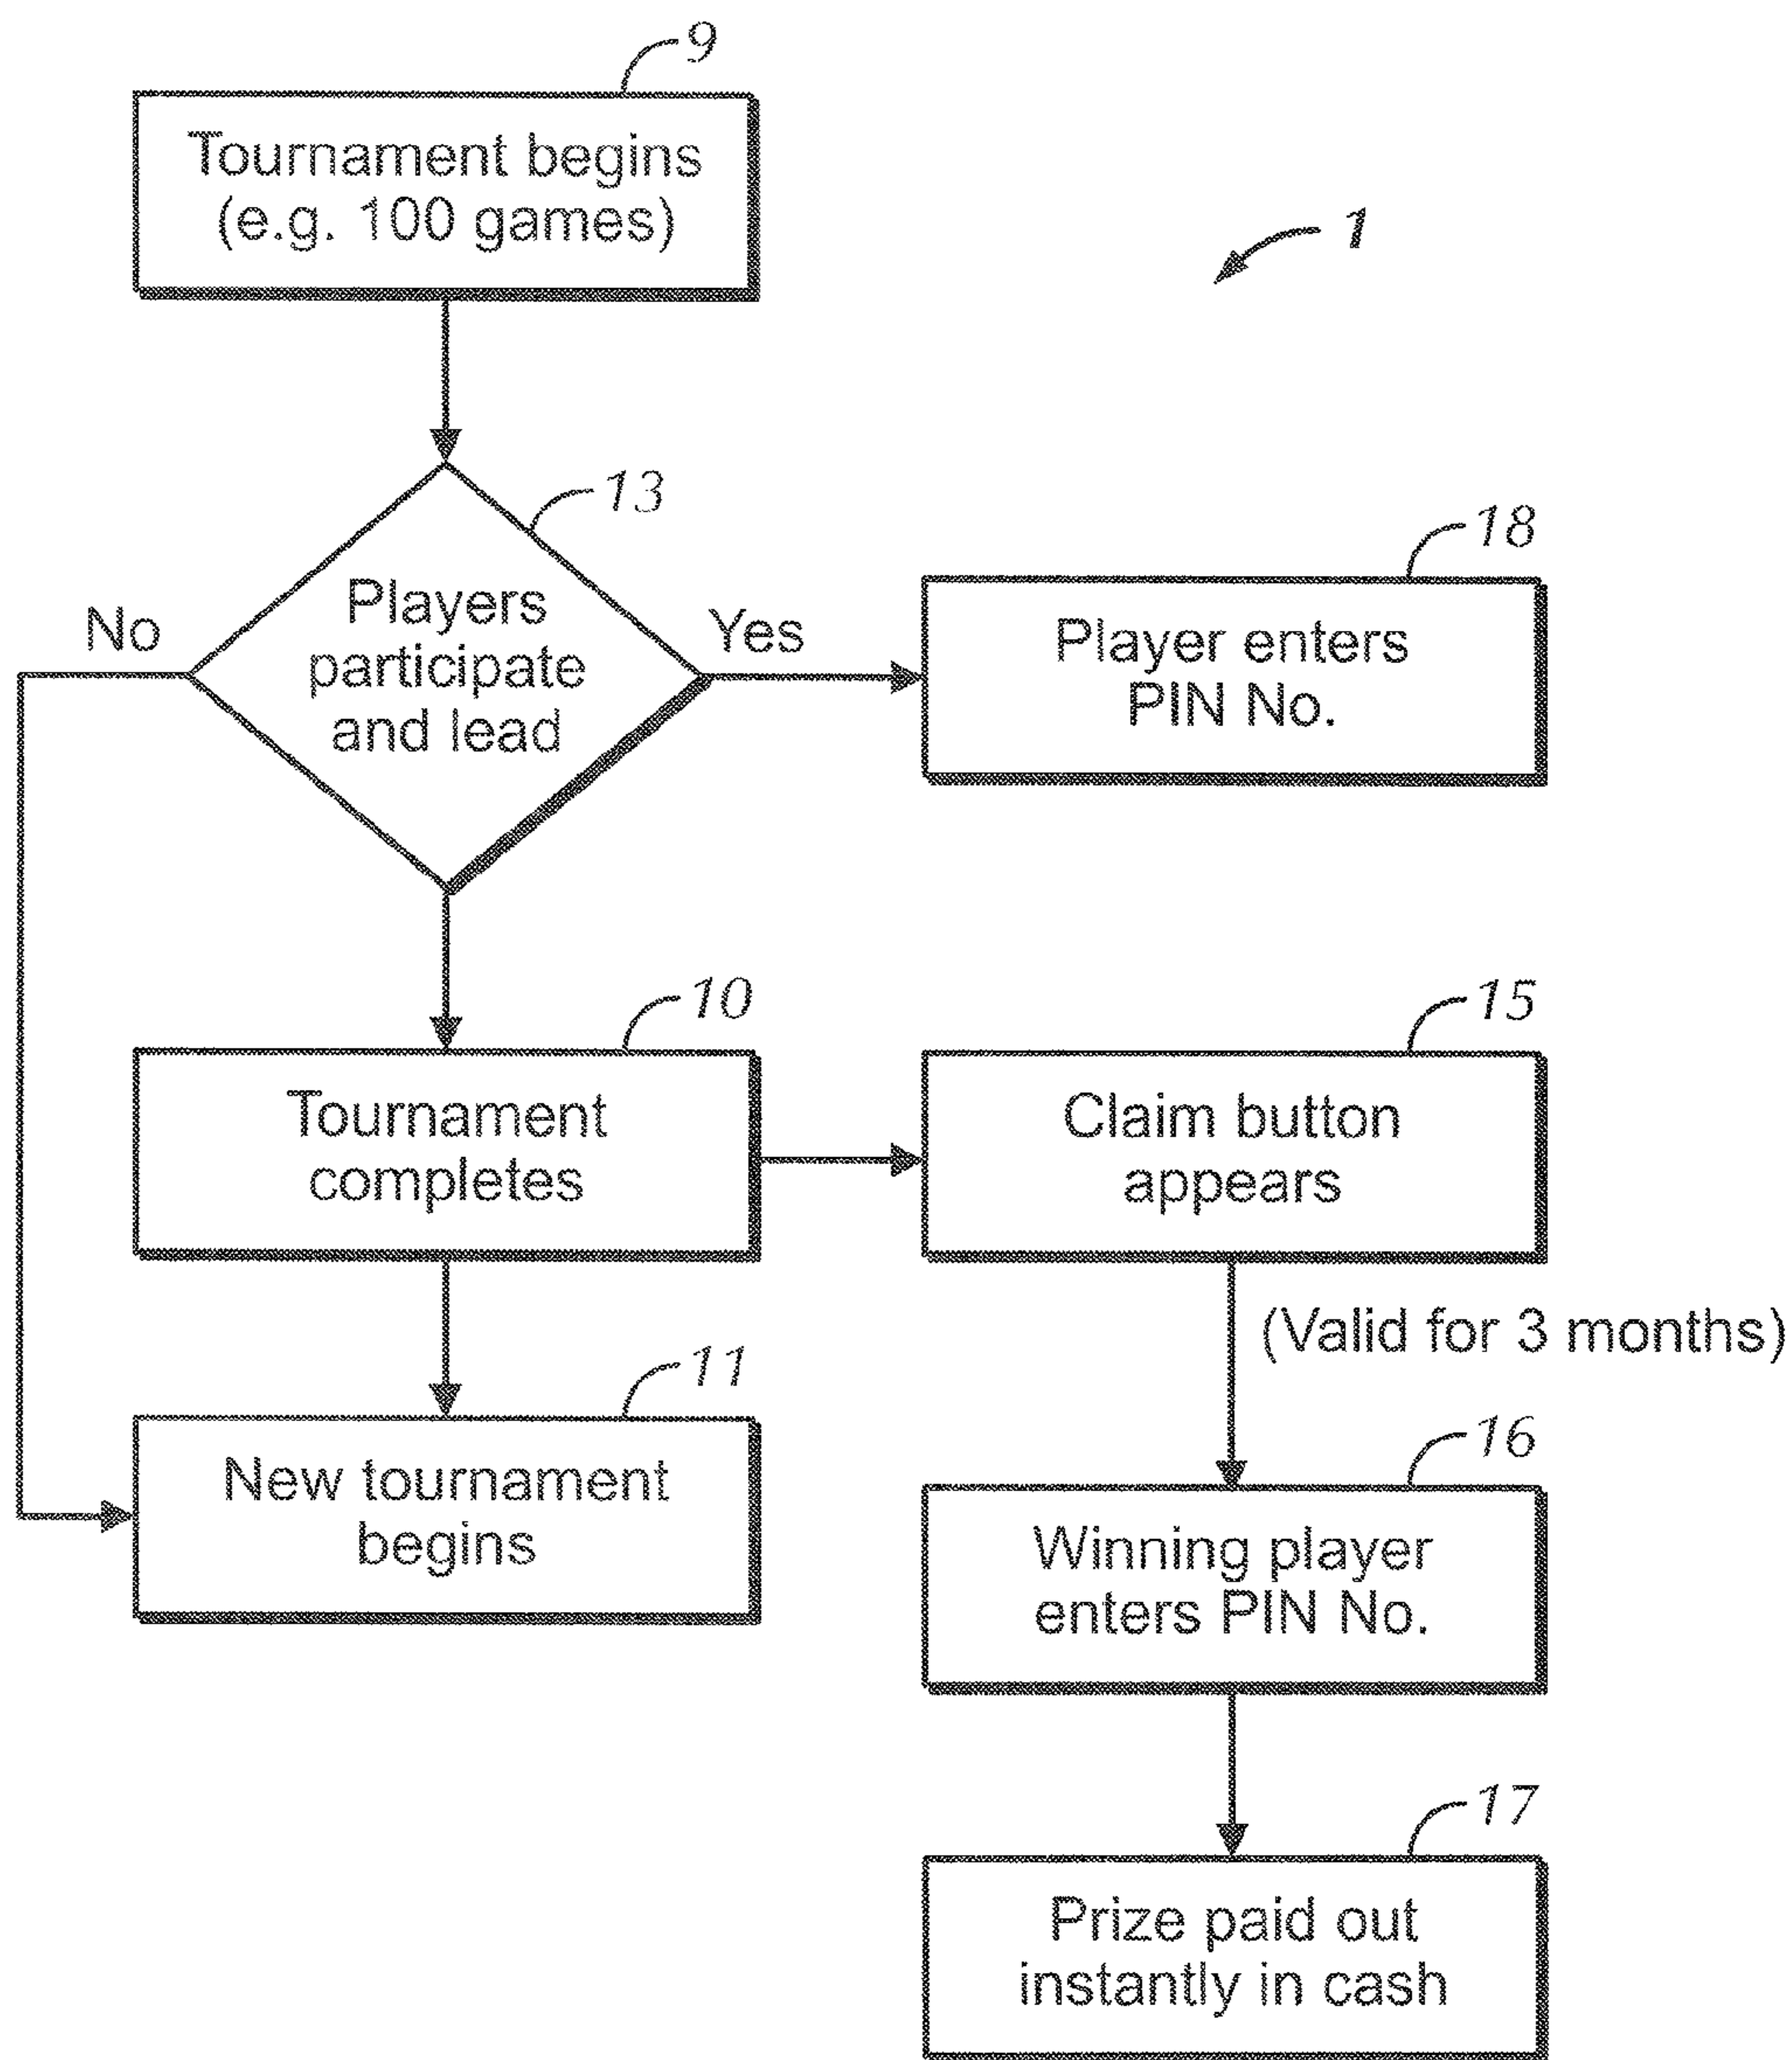 9
Tournament begins
(e.g. 100 games)
1
13
Players
participate
and lead
No
Yes
18
Player enters
PIN No.
10
Tournament
completes
15
Claim button
appears
(Valid for 3 months)
11
New tournament
begins
16
Winning player
enters PIN No.
17
Prize paid out
instantly in cash